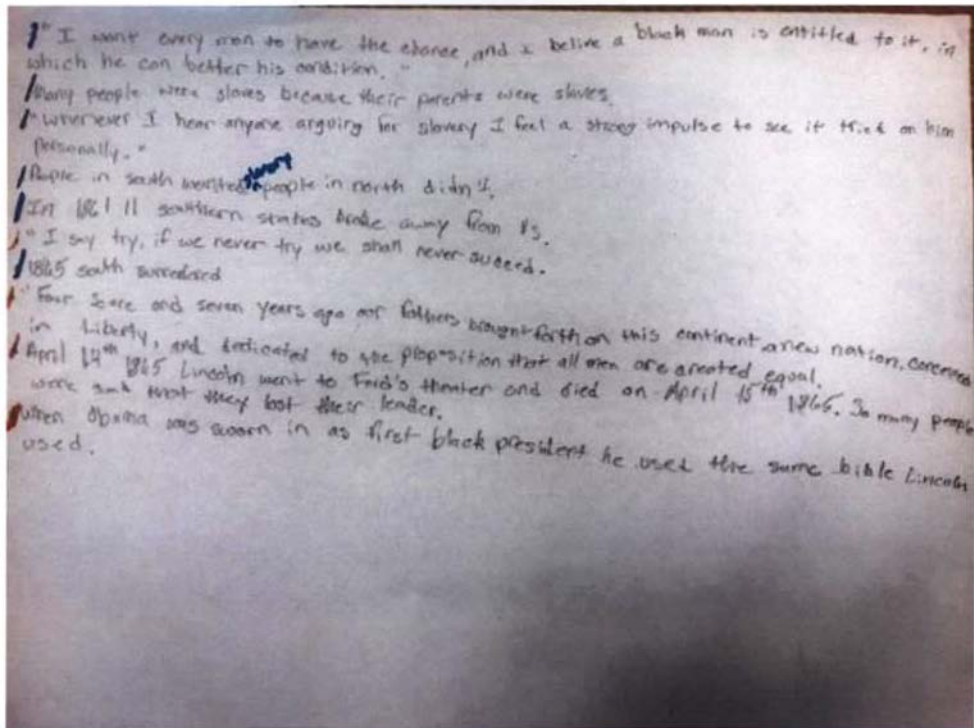 " I want every man to have the chance, and I belive a black man is entitled to it, in
which he can better his condition. "
Many people were slaves because their parents were slaves.
" Whenever I hear anyone arguing for slavery I feel a strong impulse to see it tried on him
personally. "
People in south wanted slavery people in north didn't.
In 1861 11 southern states broke away from US.
" I say try, if we never try we shall never succeed.
1865 south surrendered
" Four Score and seven years ago our fathers brought forth on this continent a new nation, conceived
in Liberty, and dedicated to the proposition that all men are created equal.
April 14th 1865 Lincoln went to Ford's theater and died on April 15th 1865. So many people
were sad that they lost their leader.
When Obama was sworn in as first black president he used the same bible Lincoln
used.